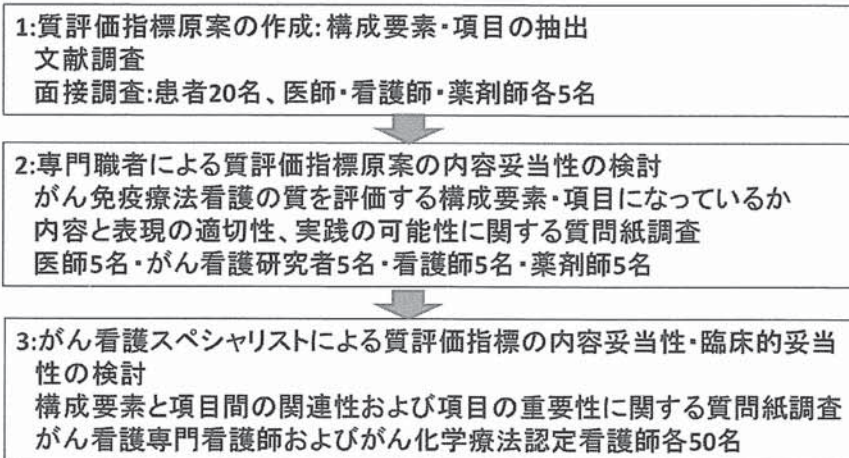 1:質評価指標原案の作成:構成要素・項目の抽出
文献調査
面接調査:患者20名、医師・看護師・薬剤師各5名
2:専門職者による質評価指標原案の内容妥当性の検討
がん免疫療法看護の質を評価する構成要素・項目になっているか
内容と表現の適切性、実践の可能性に関する質問紙調査
医師5名・がん看護研究者5名・看護師5名・薬剤師5名
3:がん看護スペシャリストによる質評価指標の内容妥当性・臨床的妥当
性の検討
構成要素と項目間の関連性および項目の重要性に関する質問紙調査
がん看護専門看護師およびがん化学療法認定看護師各50名